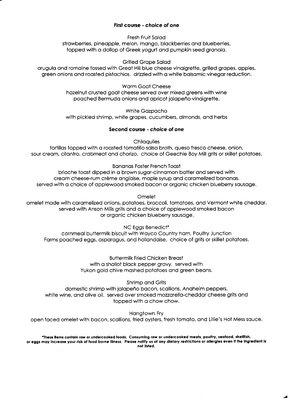 First course - choice of one
Fresh Fruit Salad
strawberries, pineapple, melon, mango, blackberries and blueberries,
topped with a dollop of Greek yogurt and pumpkin seed granola.
Grilled Grape Salad
arugula and romaine tossed with Great Hill blue cheese vinaigrette, grilled grapes, apples,
green onions and roasted pistachios. drizzled with a white balsamic vinegar reduction.
Warm Goat Cheese
hazelnut crusted goat cheese served over mixed greens with wine
poached Bermuda onions and apricot jalapeño vinaigrette.
White Gazpacho
with pickled shrimp, white grapes, cucumbers, almonds, and herbs
Second course - choice of one
Chilaquiles
tortillas topped with a roasted tomatillo salsa broth, queso fresco cheese, onion,
sour cream, cilantro, crabmeat and chorizo. choice of Geechie Boy Mill grits or skillet potatoes.
Bananas Foster French Toast
brioche toast dipped in a brown sugar-cinnamon batter and served with
cream cheese-rum crème anglaise, maple syrup and caramelized bananas.
served with a choice of applewood smoked bacon or organic chicken blueberry sausage.
Omelet
omelet made with caramelized onions, potatoes, broccoli, tomatoes, and Vermont white cheddar.
served with Anson Mills grits and a choice of applewood smoked bacon
or organic blueberry sausage.
NC Eggs Benedict*
cornmeal buttermilk biscuit with Wayco County ham, Poultry Junction
Farms poached eggs, asparagus, and hollandaise. choice of grits or skillet potatoes.
Buttermilk Fried Chicken Breast
with a shallot black pepper gravy. served with
Yukon gold chive mashed potatoes and green beans.
Shrimp and Grits
domestic shrimp with jalapeño bacon, scallions, Anaheim peppers,
white wine, and olive oil. served over smoked mozzarella-cheddar cheese grits and
topped with a chow chow.
Hangtown Fry
open faced omelet with bacon, scallions, fried oysters, fresh tomato, and Lillie's Hot Mess sauce.
*These items contain raw or undercooked foods. Consuming raw or undercooked meats, poultry, seafood, shellfish,
or eggs may increase your risk of food borne illness. Please notify us of any dietary restrictions or allergies even if the ingredient is
not listed.